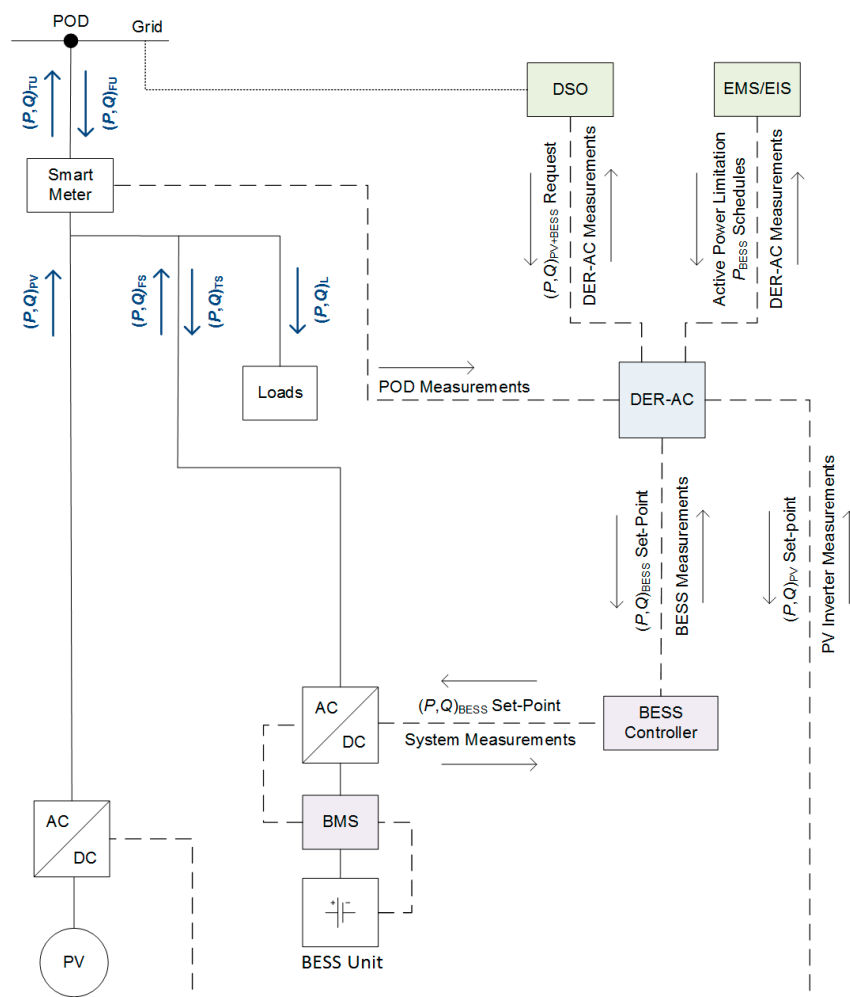 POD
Grid
(P,Q)TU
(P,Q)FU
DSO
EMS/EIS
Smart
Meter
(P,Q)PV+BESS Request
DER-AC Measurements
Active Power Limitation
PBESS Schedules
DER-AC Measurements
(P,Q)PV
(P,Q)FS
(P,Q)TS
(P,Q)L
Loads
POD Measurements
DER-AC
(P,Q)BESS Set-Point
BESS Measurements
(P,Q)PV Set-point
PV Inverter Measurements
AC
DC
(P,Q)BESS Set-Point
System Measurements
BESS
Controller
AC
DC
BMS
+ -
PV
BESS Unit